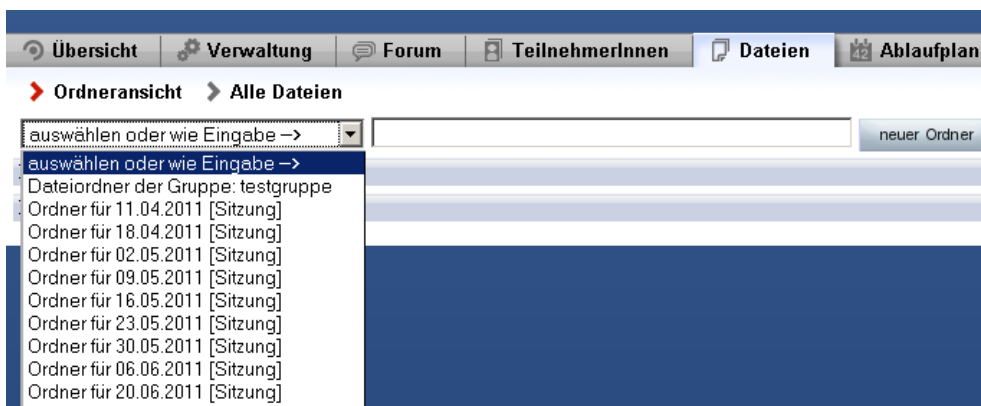 Übersicht Verwaltung Forum TeilnehmerInnen Dateien 42 Ablaufplan
Ordneransicht Alle Dateien
auswählen oder wie Eingabe –> neuer Ordner
auswählen oder wie Eingabe –>
Dateiordner der Gruppe: testgruppe
Ordner für 11.04.2011 [Sitzung]
Ordner für 18.04.2011 [Sitzung]
Ordner für 02.05.2011 [Sitzung]
Ordner für 09.05.2011 [Sitzung]
Ordner für 16.05.2011 [Sitzung]
Ordner für 23.05.2011 [Sitzung]
Ordner für 30.05.2011 [Sitzung]
Ordner für 06.06.2011 [Sitzung]
Ordner für 20.06.2011 [Sitzung]